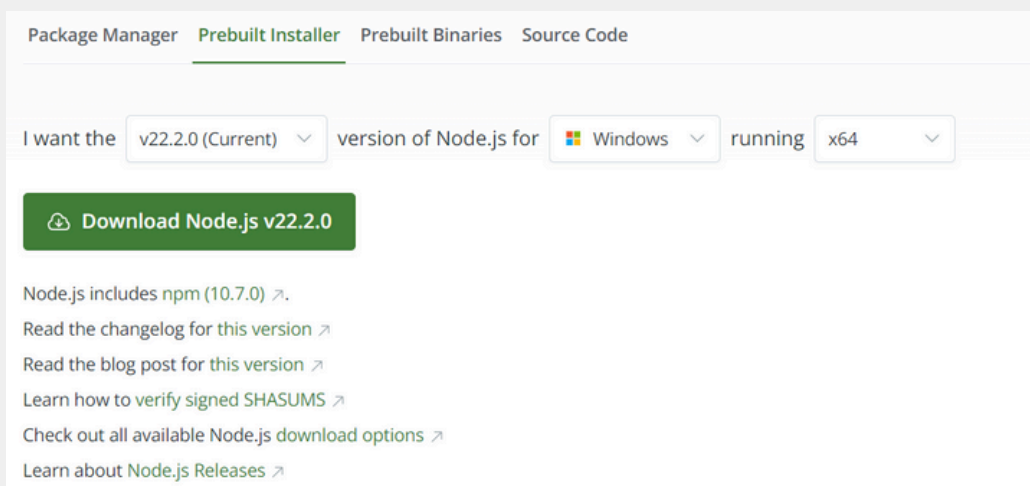 Package Manager Prebuilt Installer Prebuilt Binaries Source Code
I want the v22.2.0 (Current) version of Node.js for Windows running x64
Download Node.js v22.2.0
Node.js includes npm (10.7.0) ↗.
Read the changelog for this version ↗
Read the blog post for this version ↗
Learn how to verify signed SHASUMS ↗
Check out all available Node.js download options ↗
Learn about Node.js Releases ↗